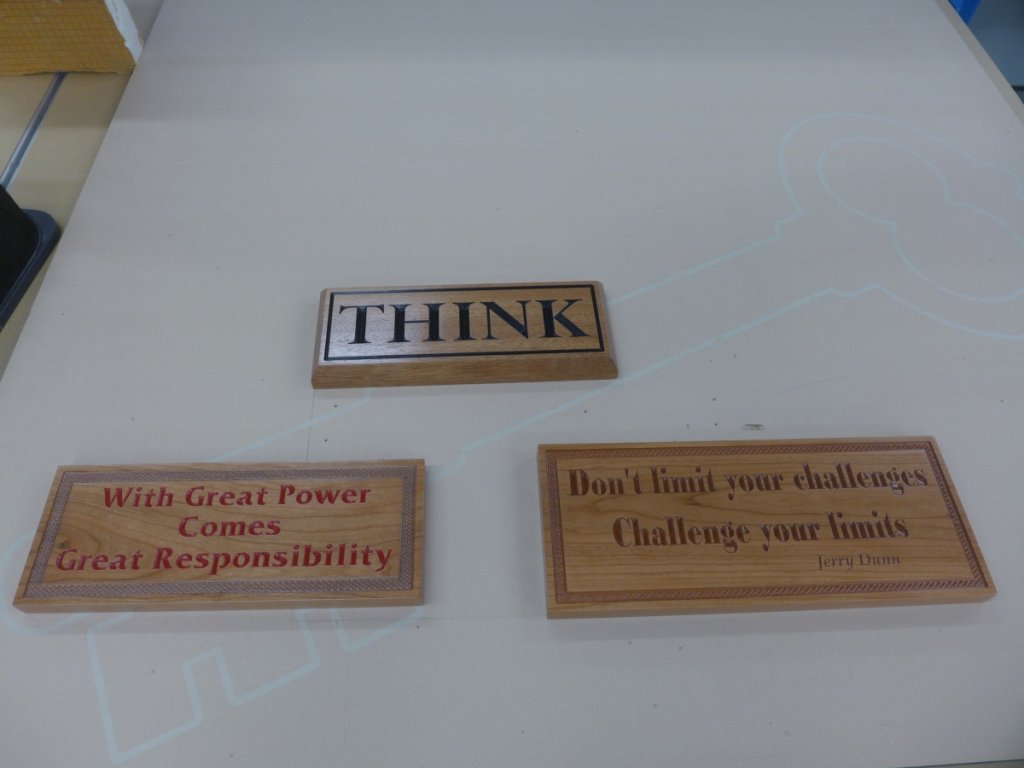 THINK
With Great Power
Comes
Great Responsibility
Don't limit your challenges
Challenge your limits
Jerry Dunn